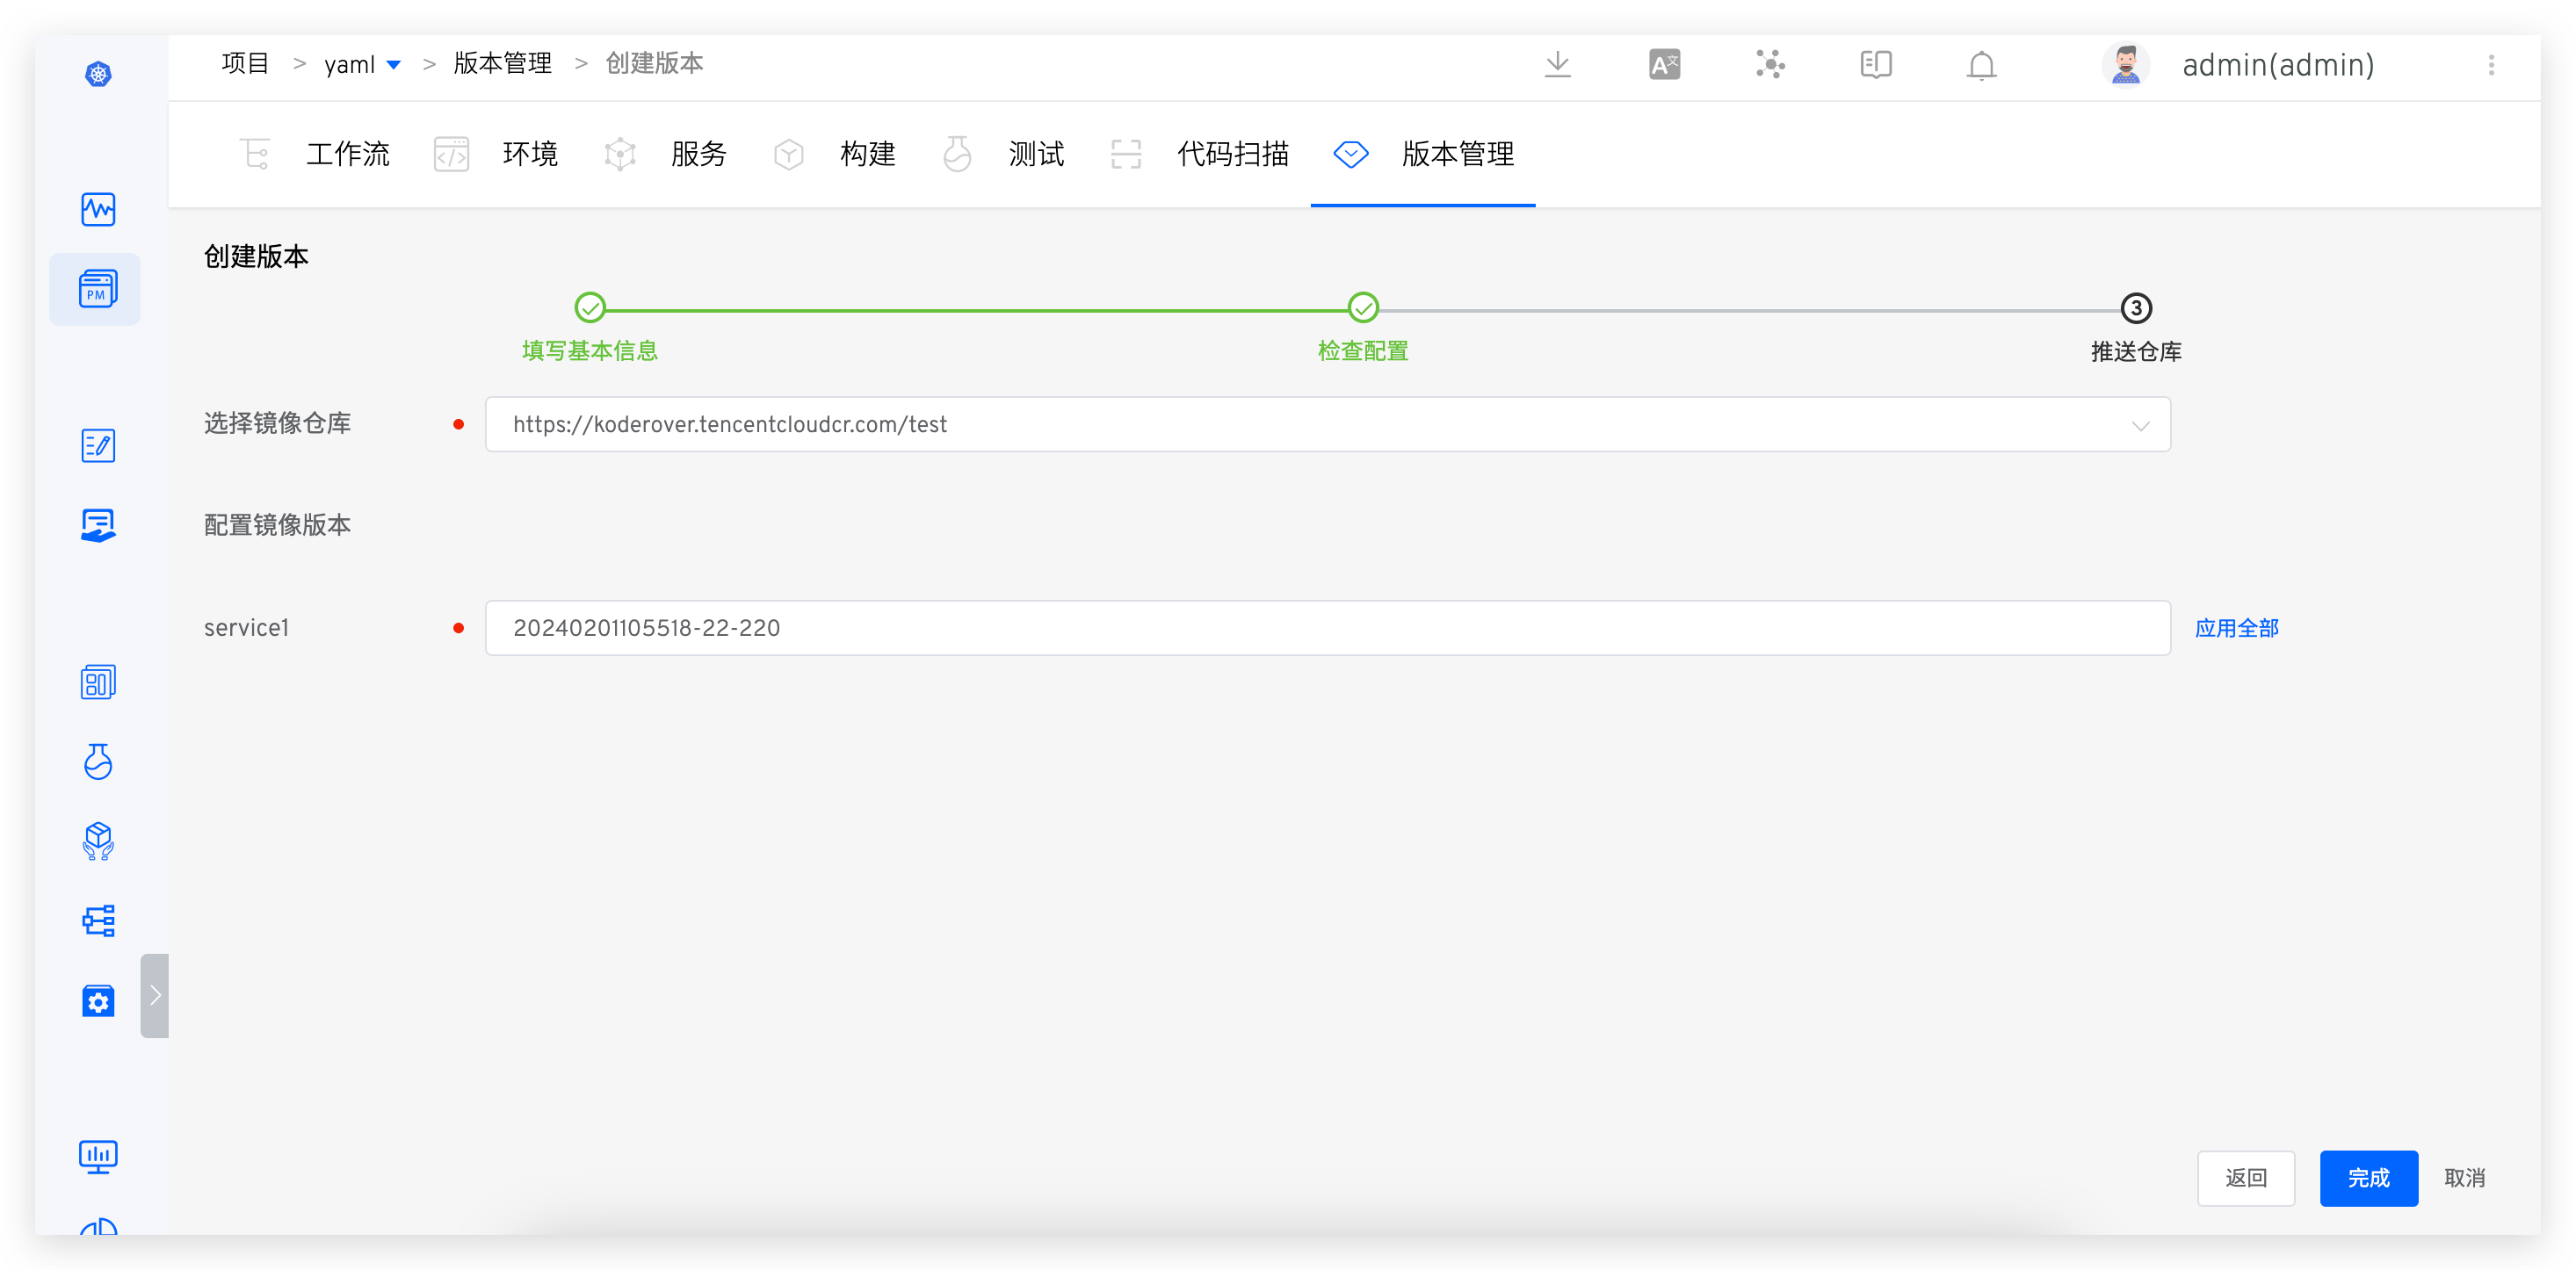 项目 > yaml > 版本管理 > 创建版本
A文
admin(admin)
工作流 环境 服务 构建 测试 代码扫描 版本管理
PM
创建版本
3
填写基本信息 检查配置 推送仓库
选择镜像仓库 https://koderover.tencentcloudcr.com/test
配置镜像版本
service1 20240201105518-22-220 应用全部
返回 完成 取消